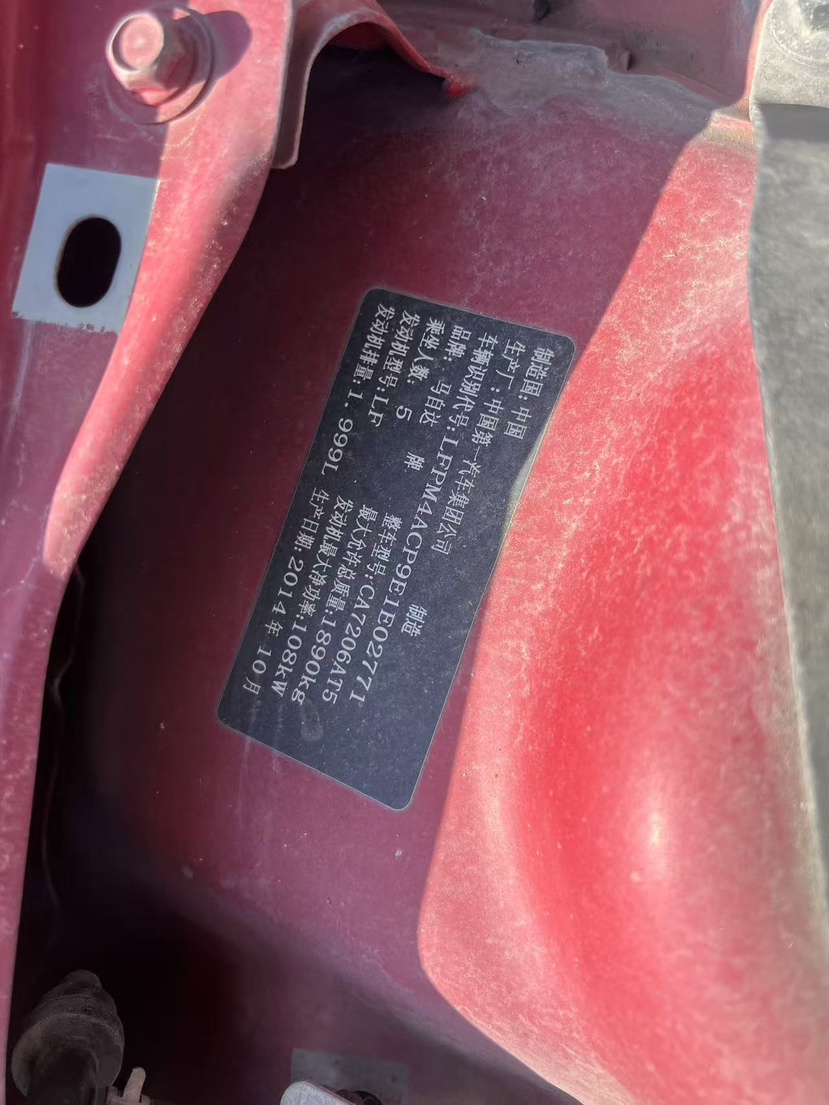 制造国:中国
生产厂:中国第一汽车集团公司 制造
车辆识别代号:LFPM4ACP9E1E02771
品牌: 马自达 牌 整车型号:CA7206AT5
乘坐人数: 5 最大允许总质量:1890kg
发动机型号:LF 发动机最大净功率:108kW
发动机排量:1.999L 生产日期:2014年 10月